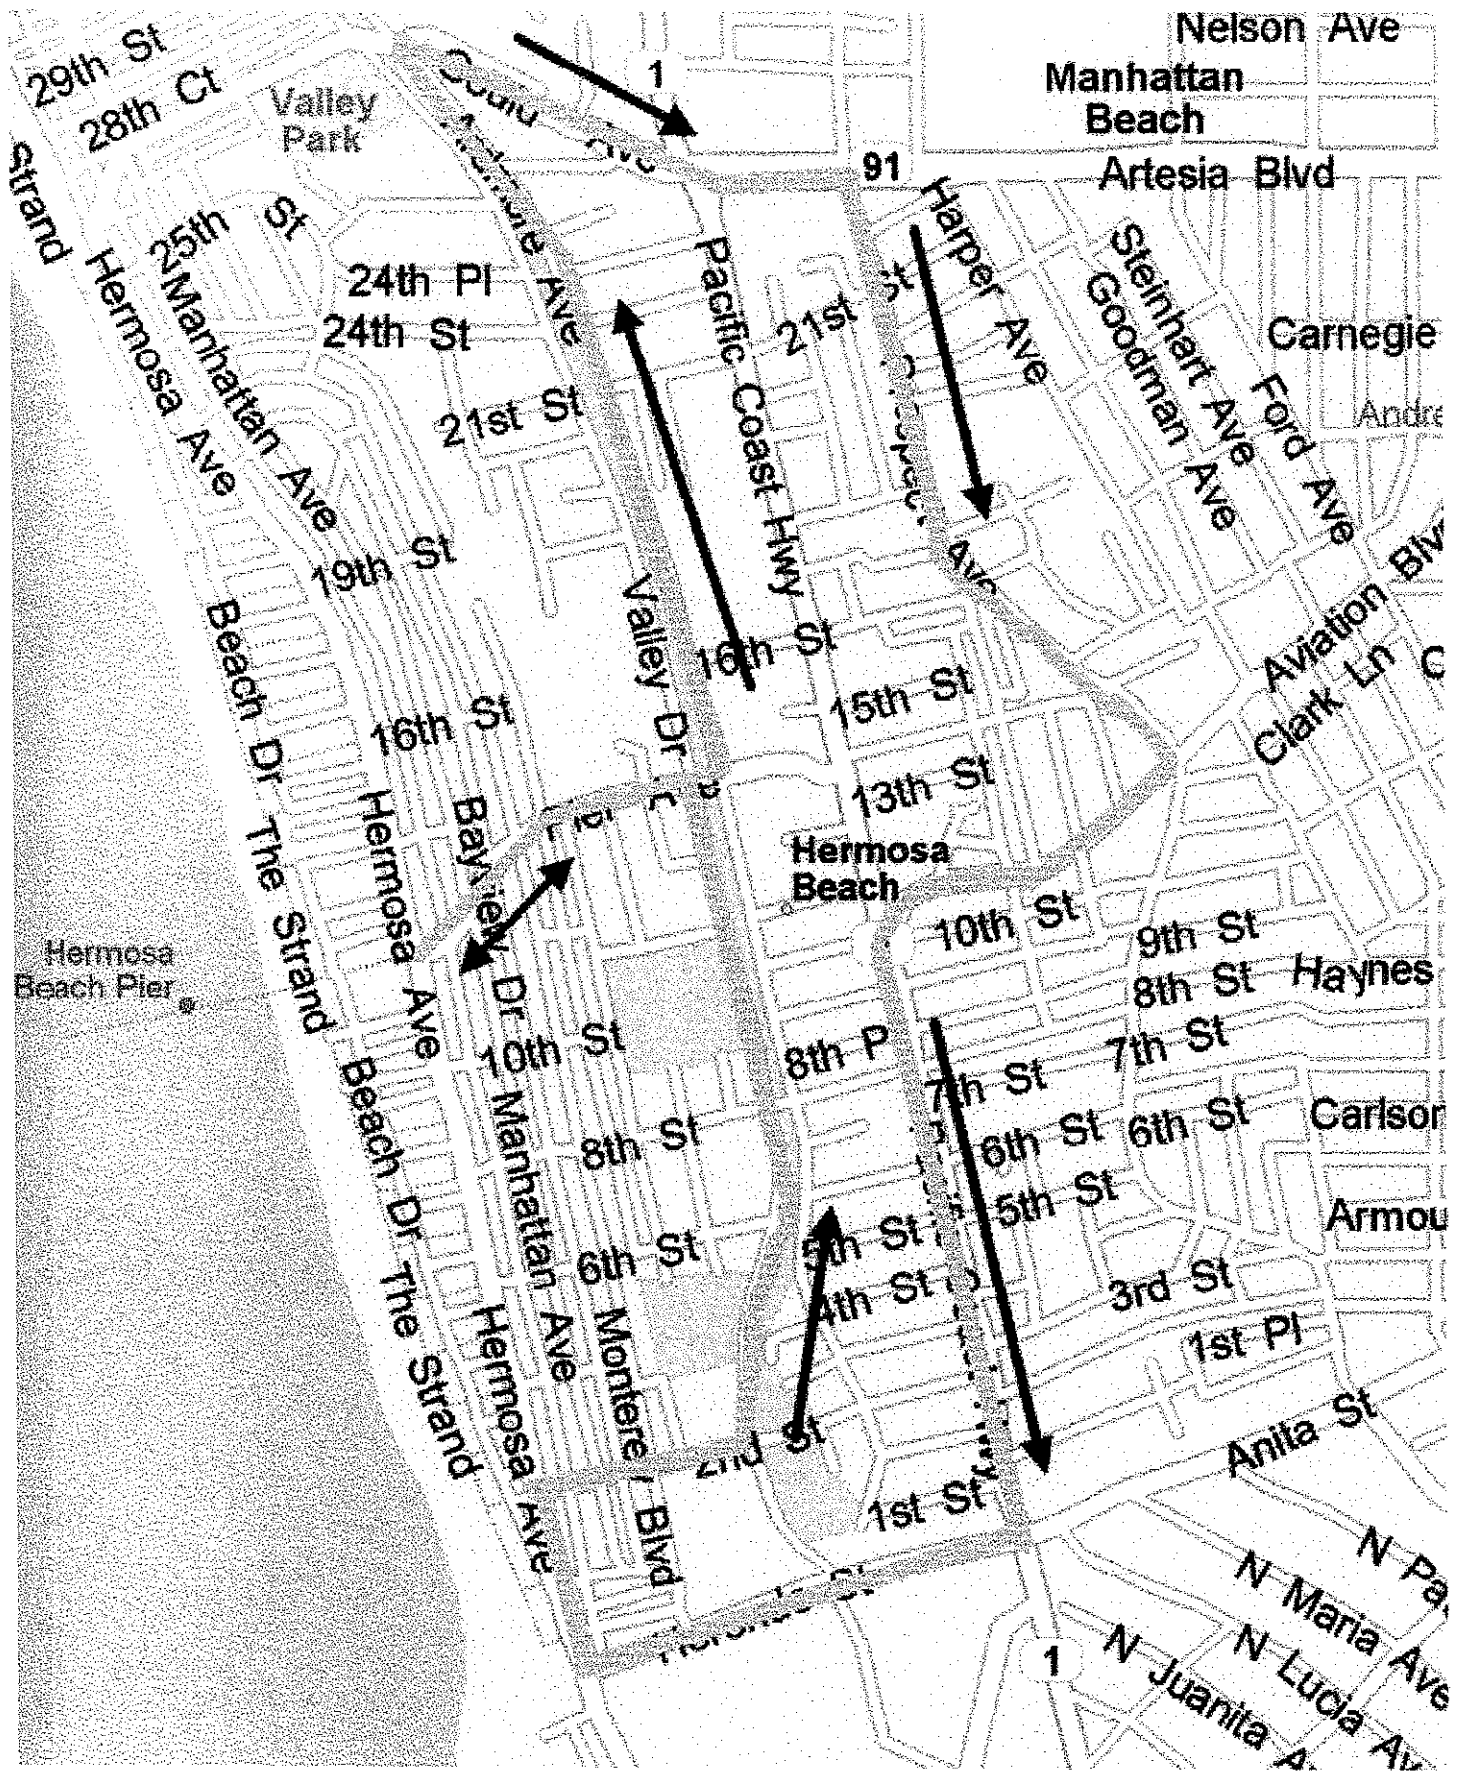 Nelson Ave
29th St
1
Manhattan
Beach
28th Ct
Valley
Park
91
Artesia Blvd
Strand
Harper Ave
25th St
Steinhart Ave
Goodman Ave
Ford Ave
24th Pl
24th St
Pacific Coast Hwy
21st St
Carnegie
Hermosa Ave
Manhattan Ave
21st St
Ave
19th St
Aviation
Clark Ln
Valley Dr
16th St
15th St
Beach Dr
The Strand
16th St
13th St
Hermosa Ave
Bayview Dr
Hermosa
Beach
10th St
9th St
8th St
Haynes
Hermosa
Beach Pier
10th St
8th P
7th St
7th St
Beach Dr
The Strand
Manhattan Ave
8th St
6th St
6th St
5th St
5th St
6th St
4th St
3rd St
1st Pl
Hermosa Ave
2nd St
Anita St
1st St
Blvd
N Maria Ave
N Lucia
N Juanita
1